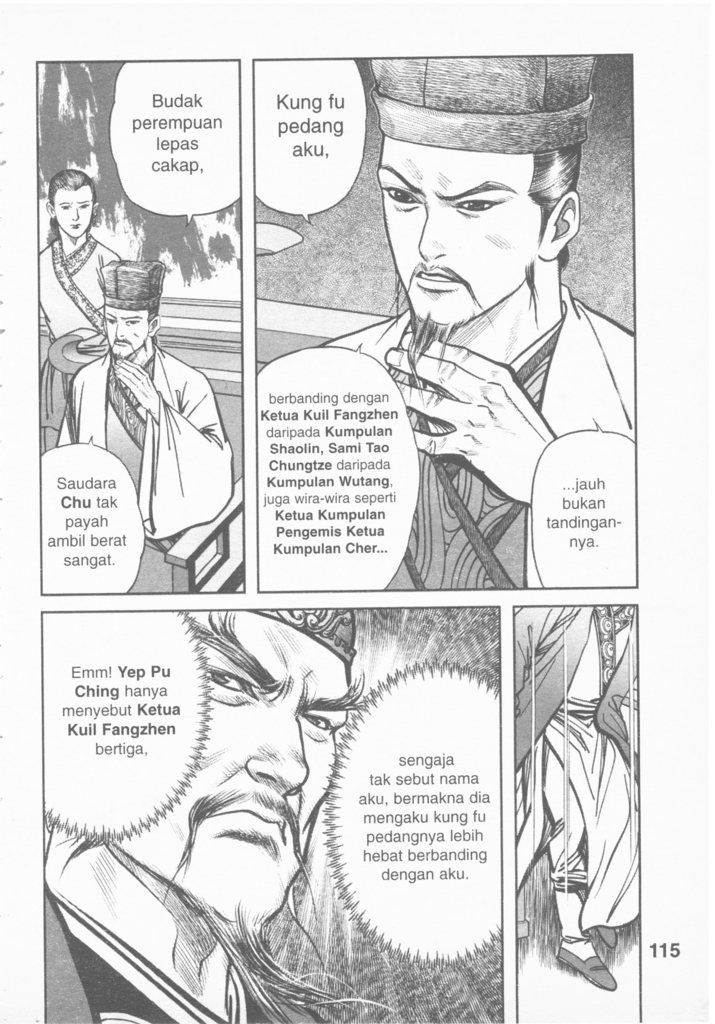 Budak
perempuan
lepas
cakap,
Saudara
Chu tak
payah
ambil berat
sangat.
Kung fu
pedang
aku,
berbanding dengan
Ketua Kuil Fangzhen
daripada Kumpulan
Shaolin, Sami Tao
Chungtze daripada
Kumpulan Wutang,
juga wira-wira seperti
Ketua Kumpulan
Pengemis Ketua
Kumpulan Cher...
...jauh
bukan
tandingan-
nya.
Emm! Yep Pu
Ching hanya
menyebut Ketua
Kuil Fangzhen
bertiga,
sengaja
tak sebut nama
aku, bermakna dia
mengaku kung fu
pedangnya lebih
hebat berbanding
dengan aku.
115